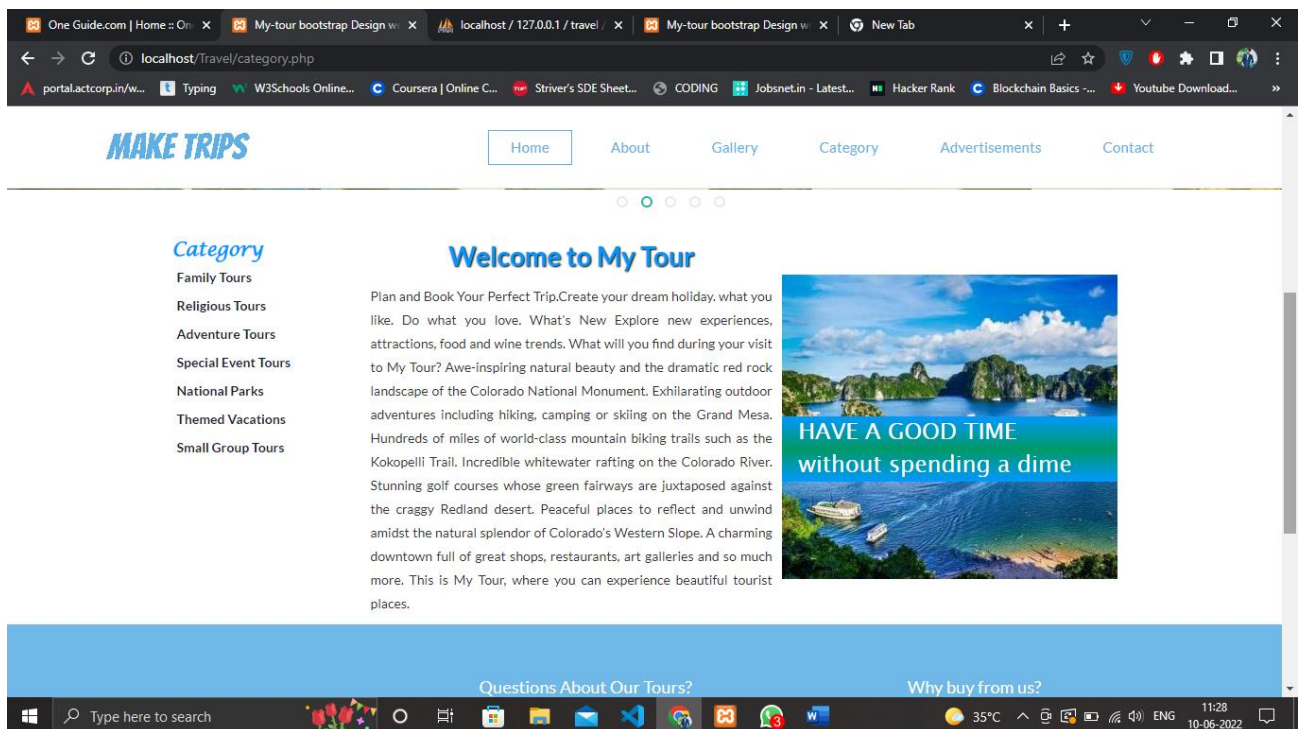 One Guide.com | Home :: On
My-tour bootstrap Design w
localhost / 127.0.0.1 / travel /
My-tour bootstrap Design w
New Tab
localhost/Travel/category.php
portal.actcorp.in/w...
Typing
W3Schools Online...
Coursera | Online C...
Striver's SDE Sheet...
CODING
Jobsnet.in - Latest...
Hacker Rank
Blockchain Basics -...
Youtube Download...
»
MAKE TRIPS
Home
About
Gallery
Category
Advertisements
Contact
Category
Family Tours
Religious Tours
Adventure Tours
Special Event Tours
National Parks
Themed Vacations
Small Group Tours
Welcome to My Tour
Plan and Book Your Perfect Trip.Create your dream holiday. what you
like. Do what you love. What's New Explore new experiences,
attractions, food and wine trends. What will you find during your visit
to My Tour? Awe-inspiring natural beauty and the dramatic red rock
landscape of the Colorado National Monument. Exhilarating outdoor
adventures including hiking, camping or skiing on the Grand Mesa.
Hundreds of miles of world-class mountain biking trails such as the
Kokopelli Trail. Incredible whitewater rafting on the Colorado River.
Stunning golf courses whose green fairways are juxtaposed against
the craggy Redland desert. Peaceful places to reflect and unwind
amidst the natural splendor of Colorado's Western Slope. A charming
downtown full of great shops, restaurants, art galleries and so much
more. This is My Tour, where you can experience beautiful tourist
places.
HAVE A GOOD TIME
without spending a dime
Questions About Our Tours?
Why buy from us?
Type here to search
35°C
ENG
11:28
10-06-2022